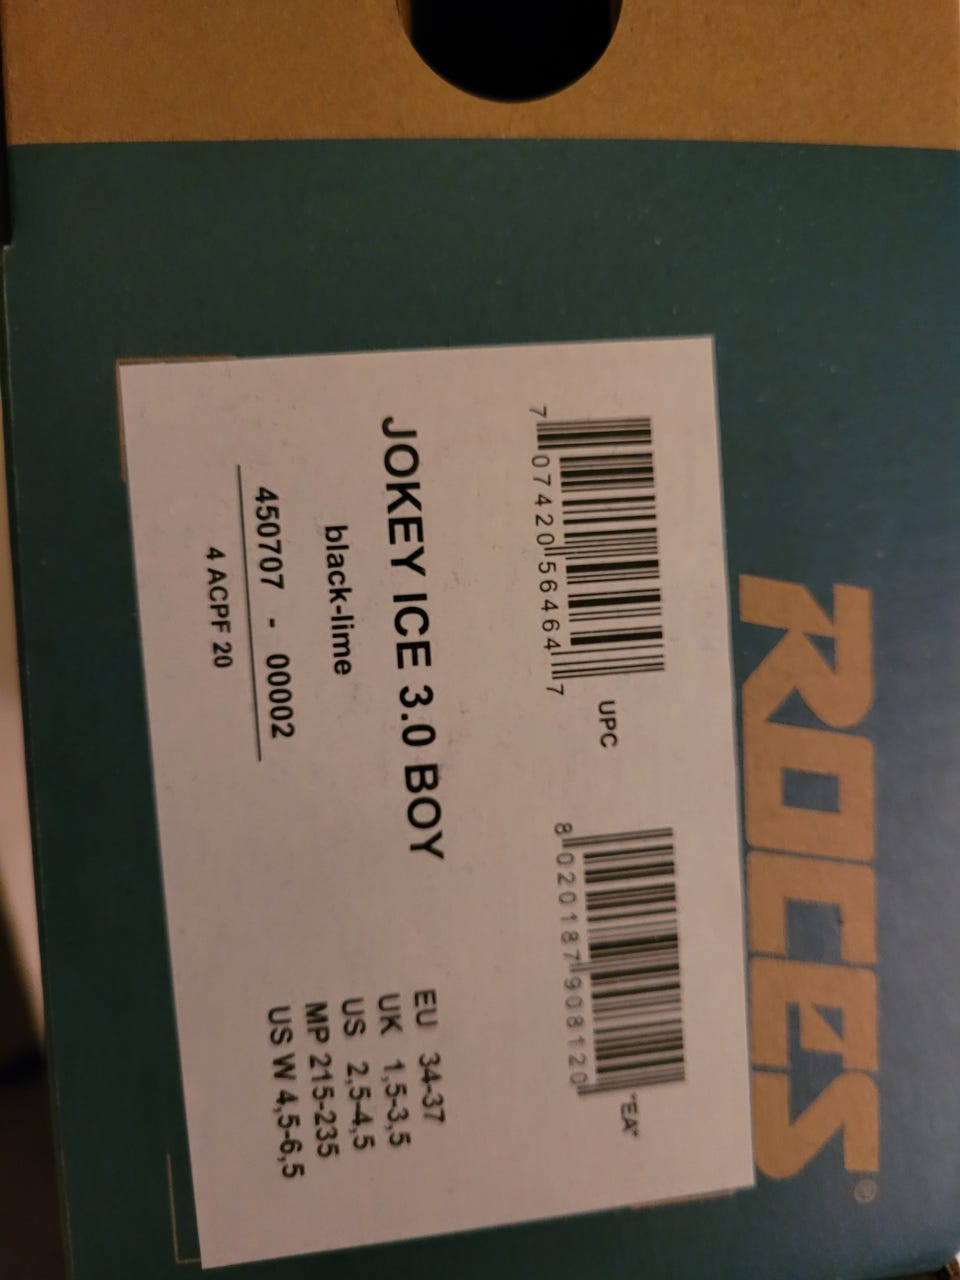 ROCES®
7 07420 56464 7
UPC
8 020187 908120
"EA"
JOKEY ICE 3.0 BOY
black-lime
450707 - 00002
4 ACPF 20
EU 34-37
UK 1,5-3,5
US 2,5-4,5
MP 215-235
US W 4,5-6,5